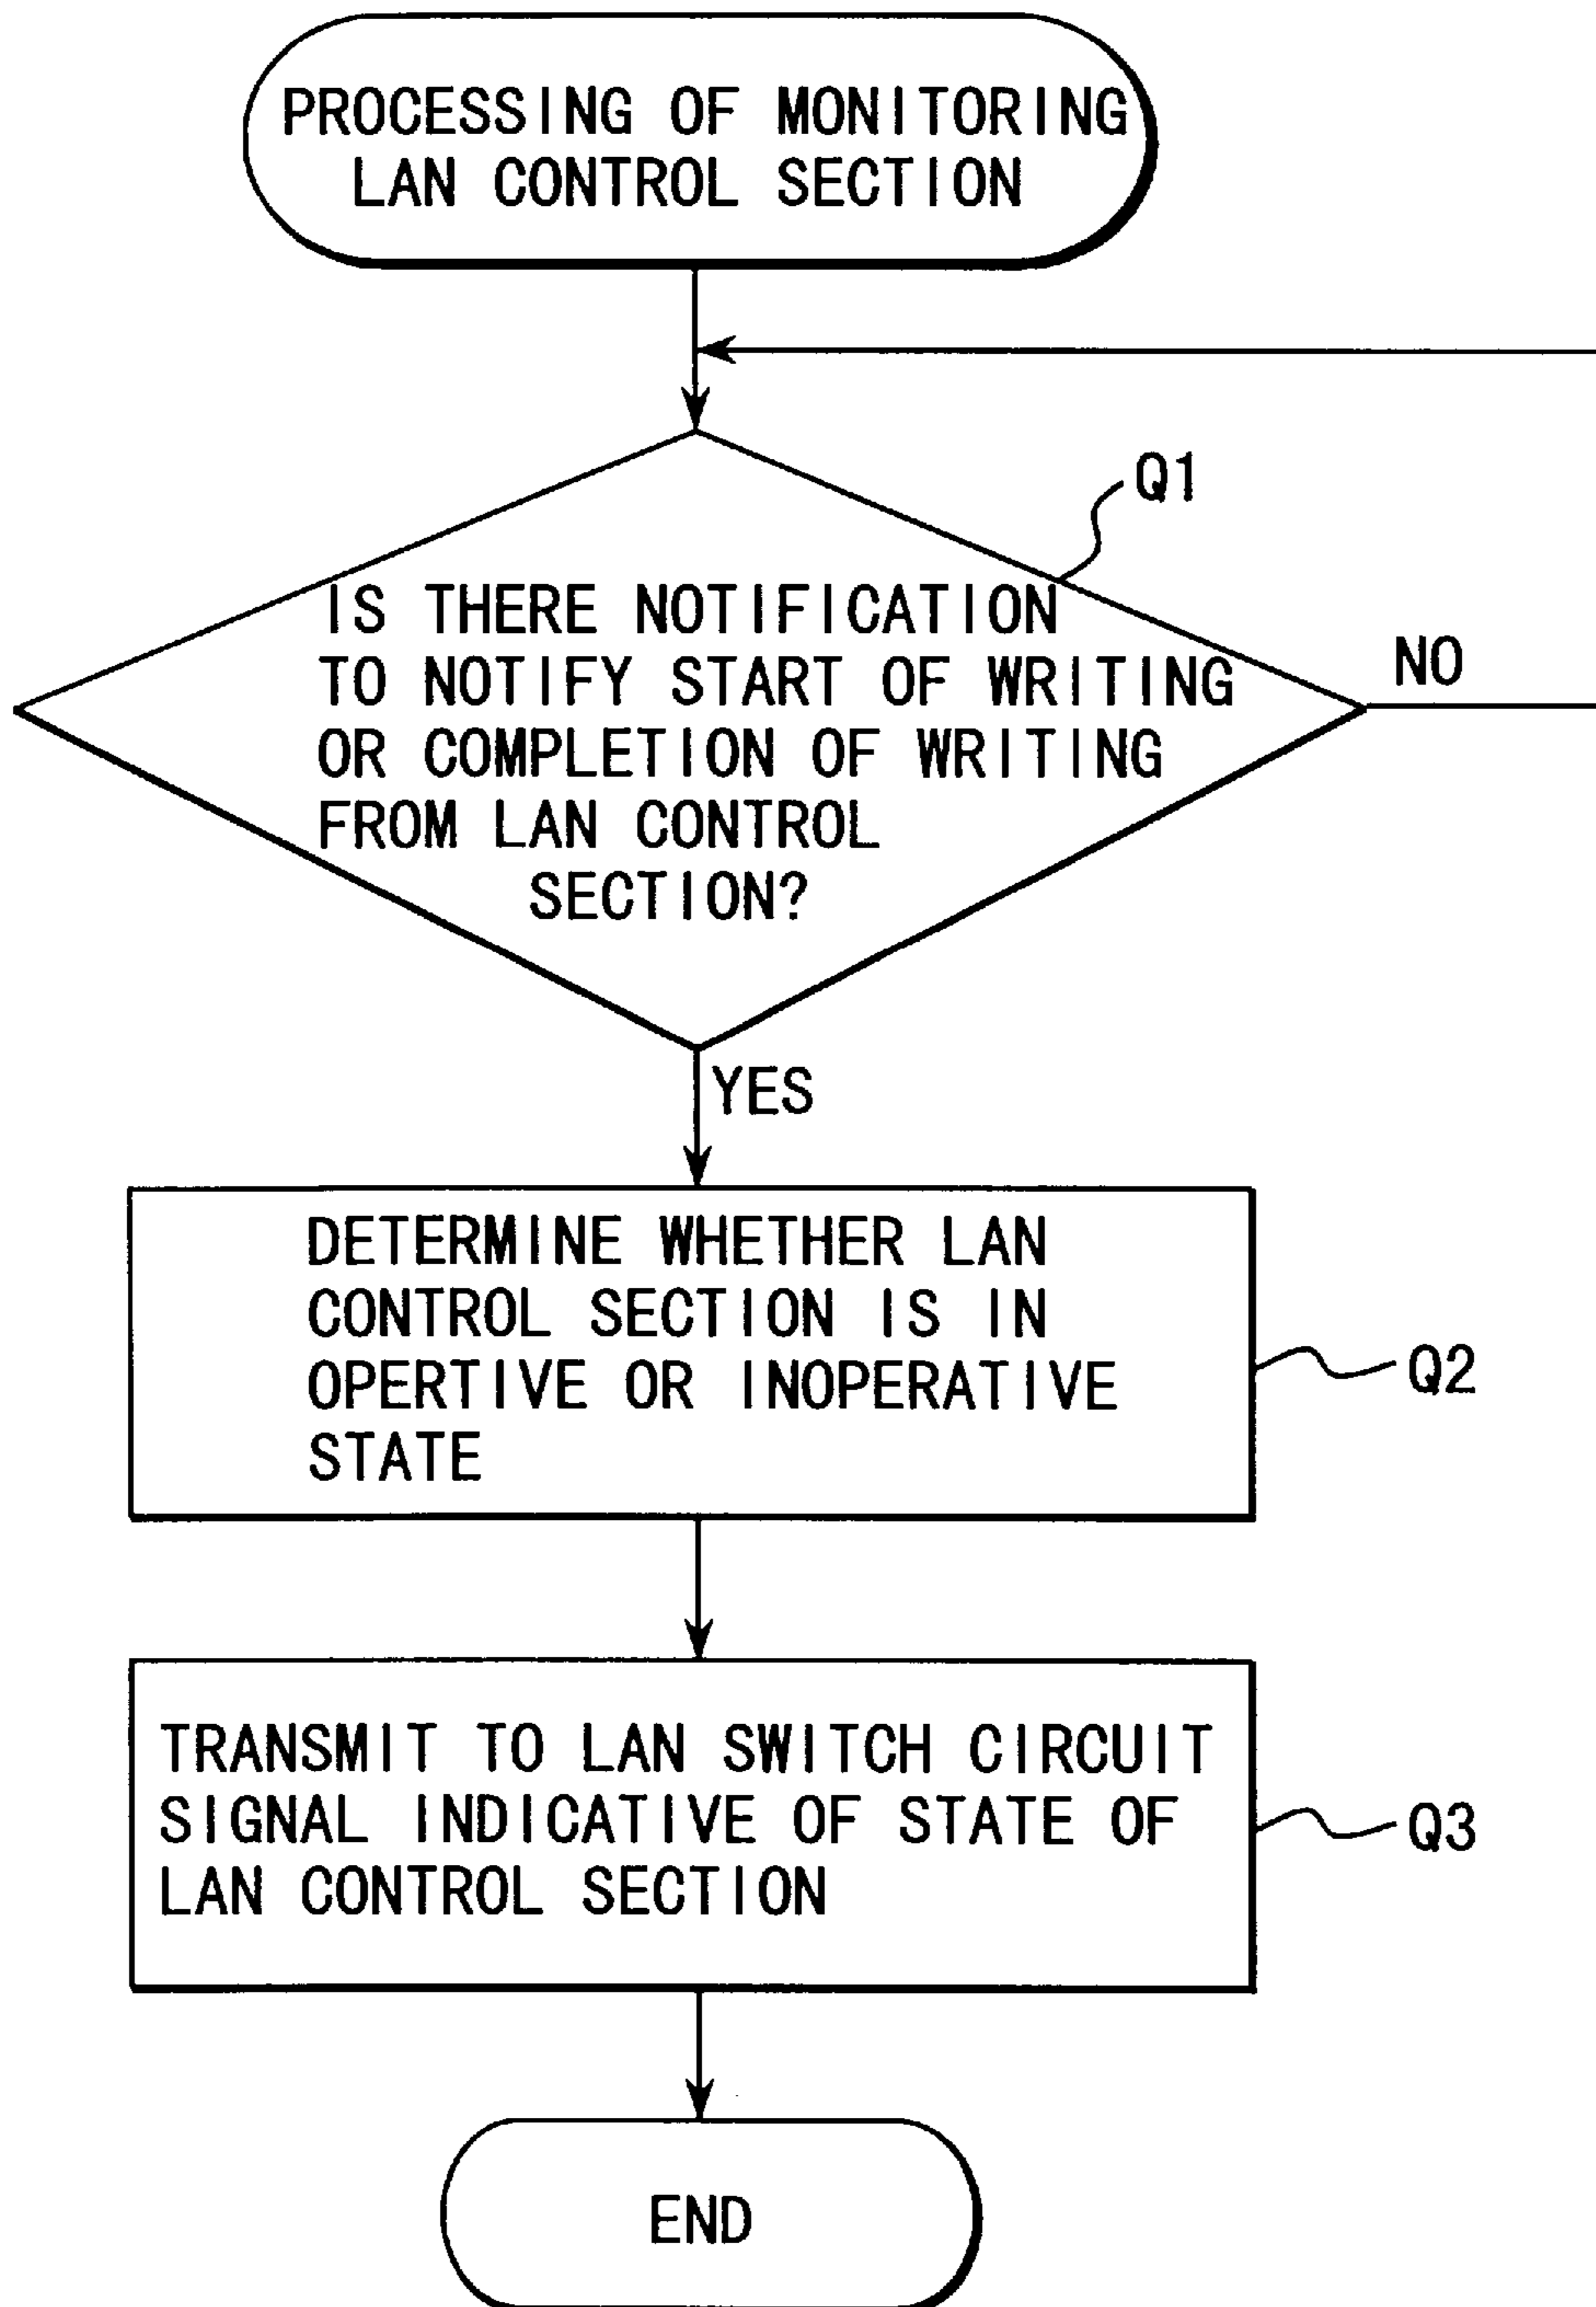 PROCESSING OF MONITORING
LAN CONTROL SECTION
Q1
IS THERE NOTIFICATION
TO NOTIFY START OF WRITING
OR COMPLETION OF WRITING
FROM LAN CONTROL
SECTION?
NO
YES
DETERMINE WHETHER LAN
CONTROL SECTION IS IN
OPERTIVE OR INOPERATIVE
STATE
Q2
TRANSMIT TO LAN SWITCH CIRCUIT
SIGNAL INDICATIVE OF STATE OF
LAN CONTROL SECTION
Q3
END